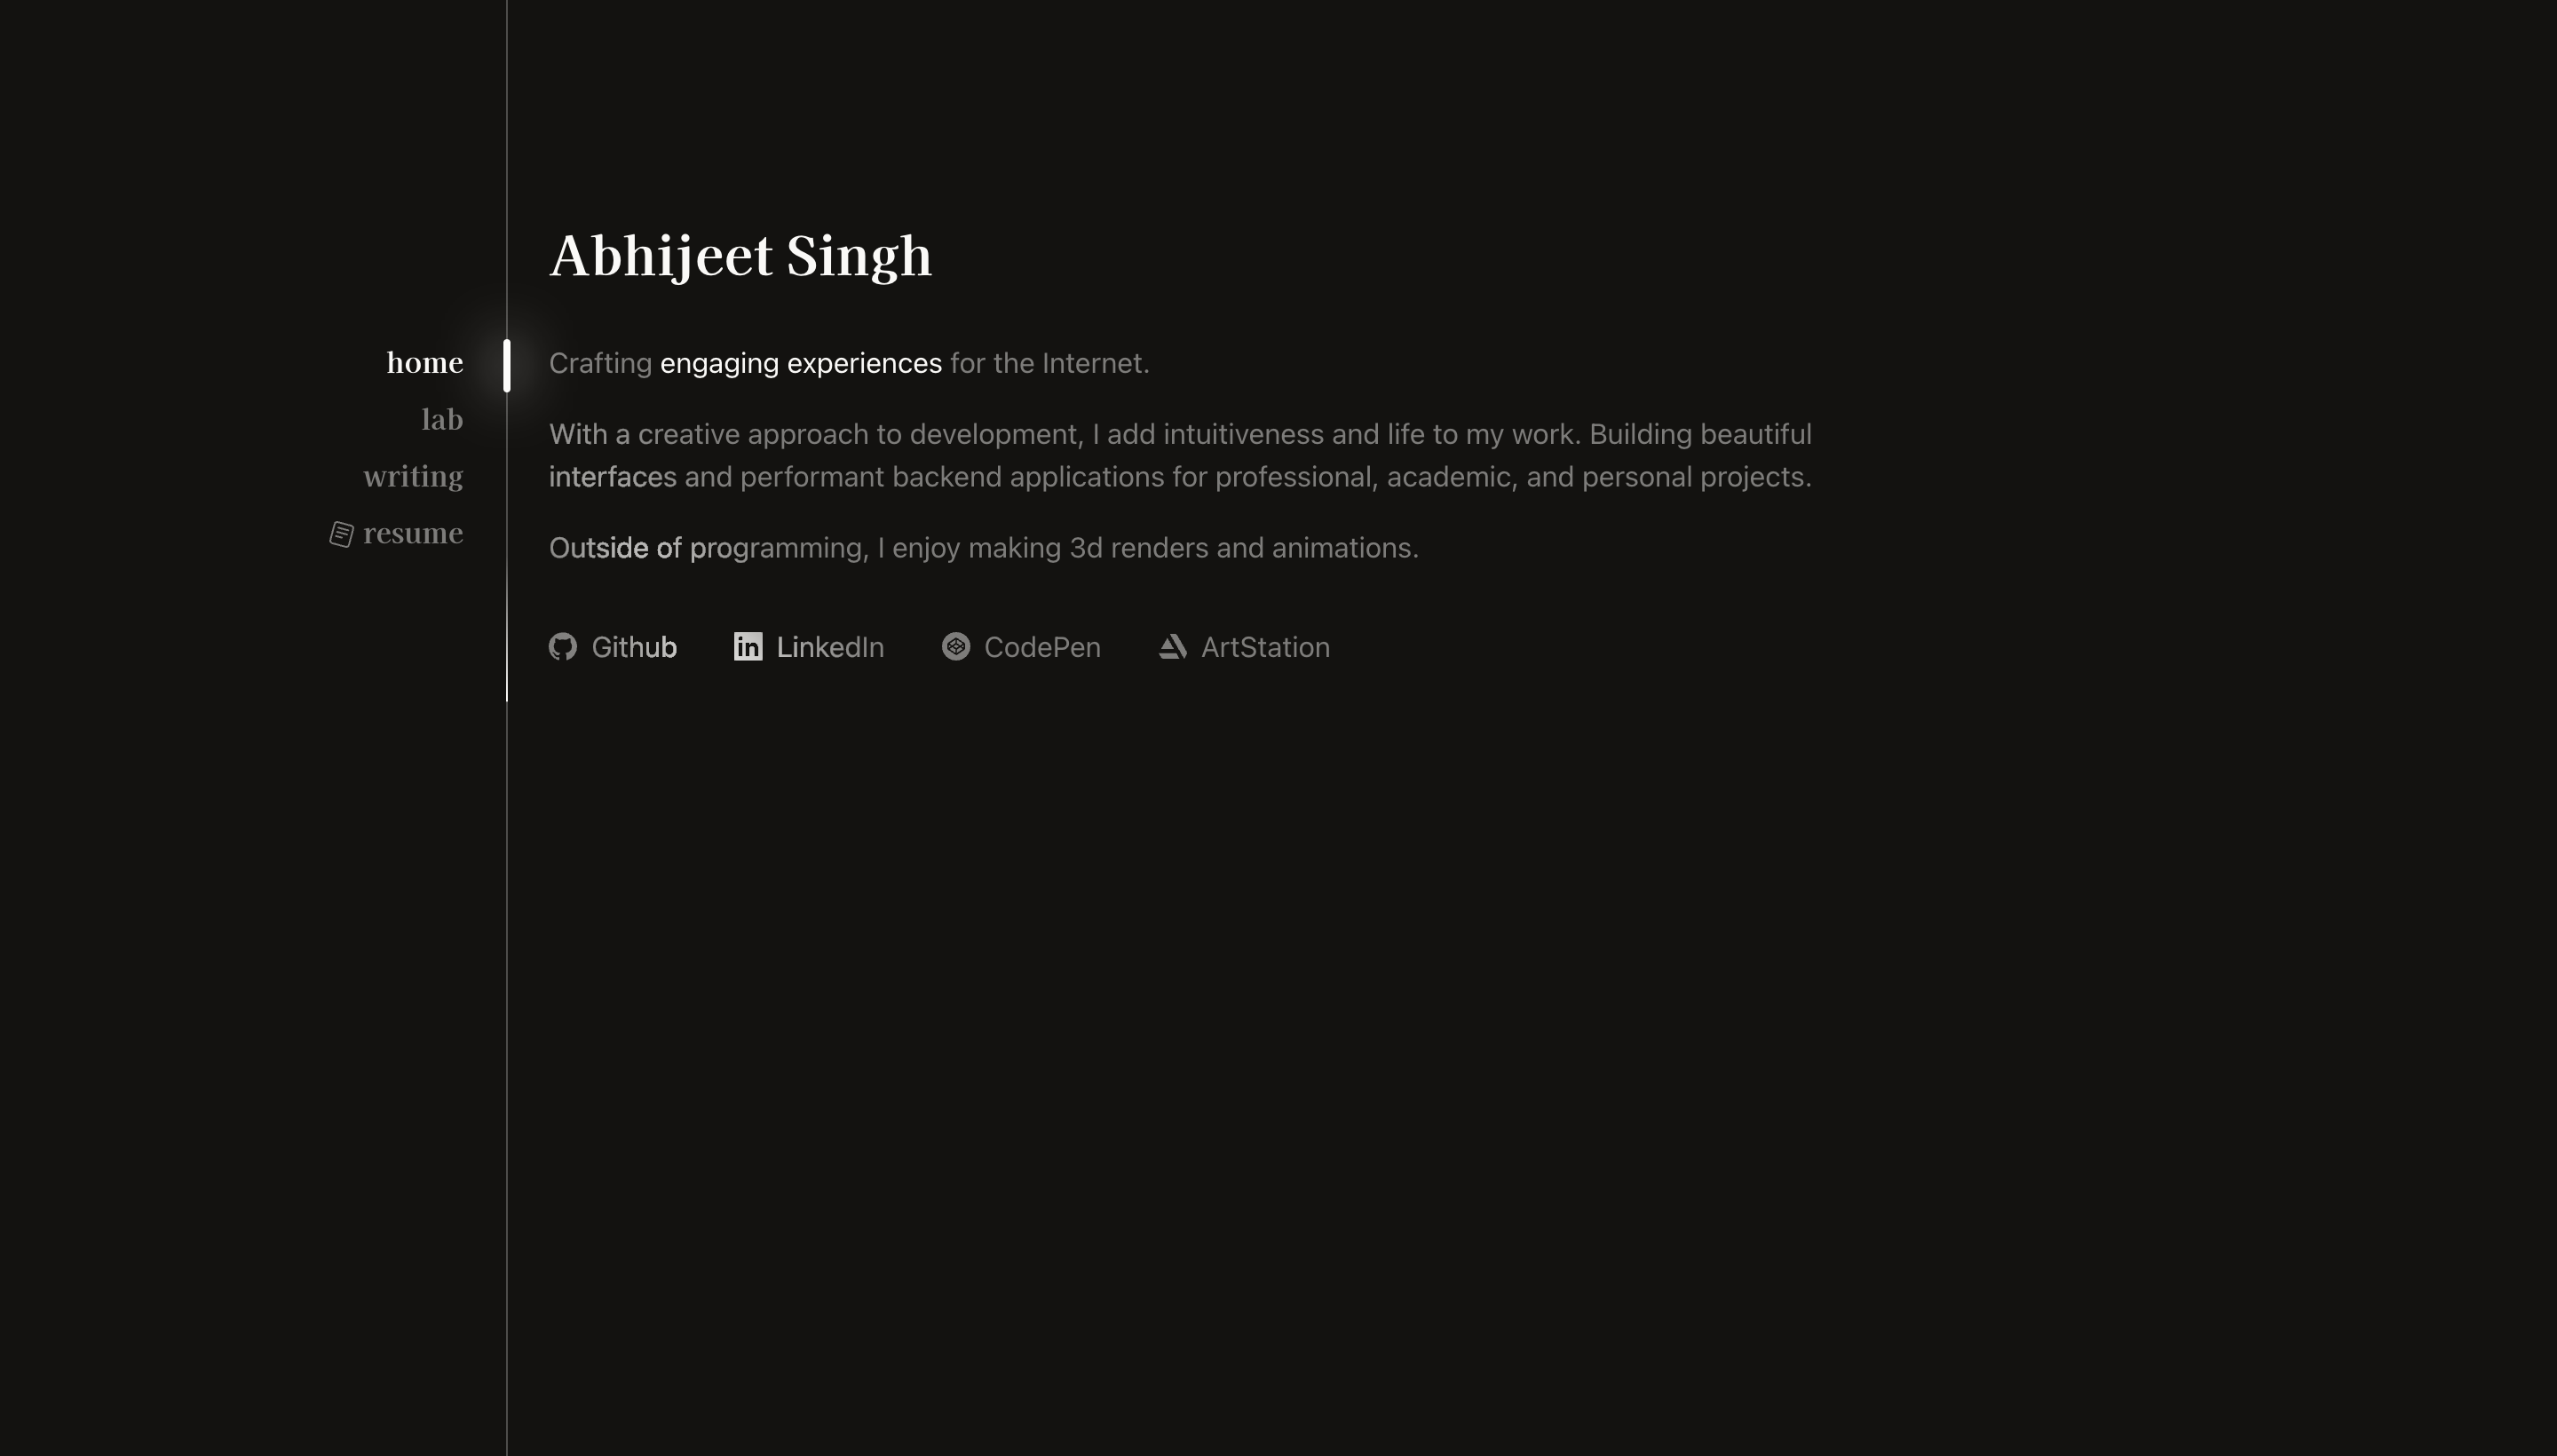 Abhijeet Singh
home
lab
writing
resume
Crafting engaging experiences for the Internet.
With a creative approach to development, I add intuitiveness and life to my work. Building beautiful
interfaces and performant backend applications for professional, academic, and personal projects.
Outside of programming, I enjoy making 3d renders and animations.
Github
in LinkedIn
CodePen
ArtStation